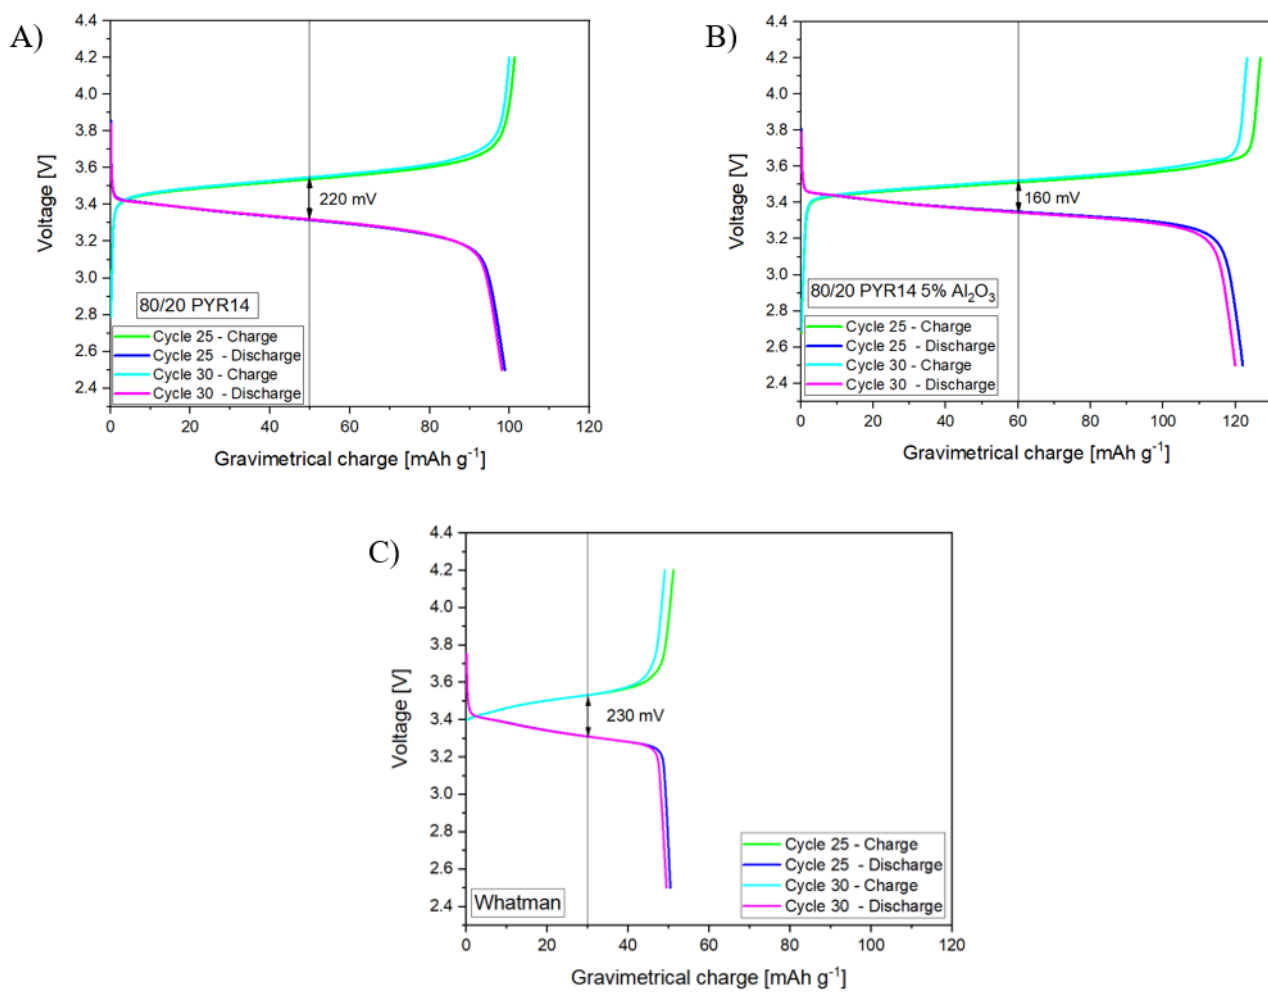 A)
4.4
4.2
4.0
3.8
3.6
3.4
3.2
3.0
2.8
2.6
2.4
Voltage [V]
220 mV
80/20 PYR14
Cycle 25 - Charge
Cycle 25 - Discharge
Cycle 30 - Charge
Cycle 30 - Discharge
0 20 40 60 80 100 120
Gravimetrical charge [mAh g⁻¹]
B)
4.4
4.2
4.0
3.8
3.6
3.4
3.2
3.0
2.8
2.6
2.4
Voltage [V]
160 mV
80/20 PYR14 5% Al₂O₃
Cycle 25 - Charge
Cycle 25 - Discharge
Cycle 30 - Charge
Cycle 30 - Discharge
0 20 40 60 80 100 120
Gravimetrical charge [mAh g⁻¹]
C)
4.4
4.2
4.0
3.8
3.6
3.4
3.2
3.0
2.8
2.6
2.4
Voltage [V]
230 mV
Whatman
Cycle 25 - Charge
Cycle 25 - Discharge
Cycle 30 - Charge
Cycle 30 - Discharge
0 20 40 60 80 100 120
Gravimetrical charge [mAh g⁻¹]